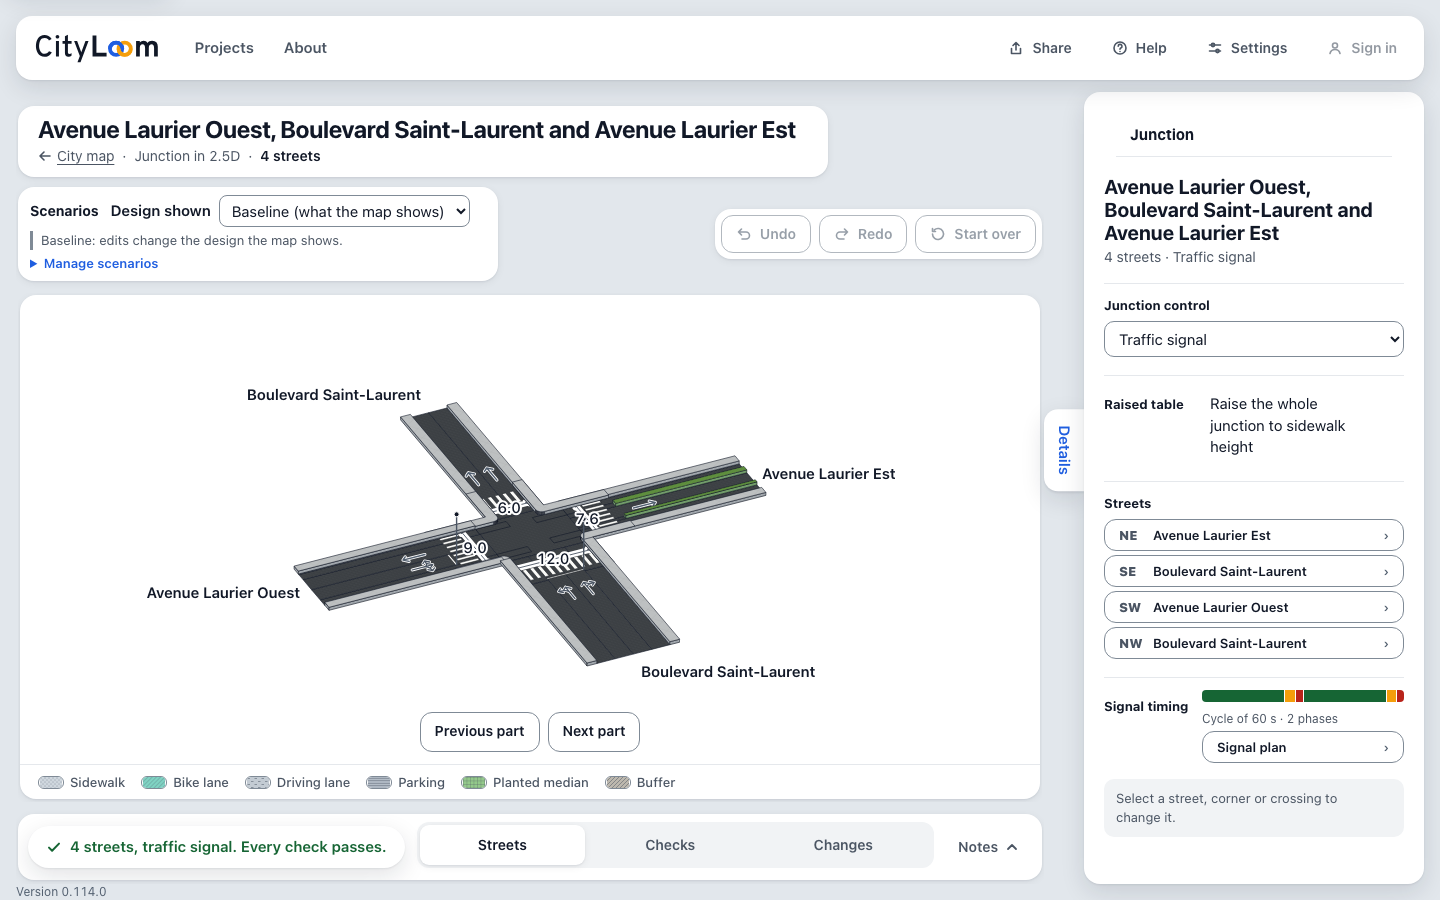 CityLoom
Projects
About
Share
Help
Settings
Sign in
Avenue Laurier Ouest, Boulevard Saint-Laurent and Avenue Laurier Est
City map · Junction in 2.5D · 4 streets
Scenarios Design shown Baseline (what the map shows)
Baseline: edits change the design the map shows.
Manage scenarios
Undo
Redo
Start over
Boulevard Saint-Laurent
Avenue Laurier Est
6.0
7.6
9.0
12.0
Avenue Laurier Ouest
Boulevard Saint-Laurent
Previous part
Next part
Sidewalk
Bike lane
Driving lane
Parking
Planted median
Buffer
4 streets, traffic signal. Every check passes.
Streets
Checks
Changes
Notes
Version 0.114.0
Details
Junction
Avenue Laurier Ouest,
Boulevard Saint-Laurent and
Avenue Laurier Est
4 streets · Traffic signal
Junction control
Traffic signal
Raised table
Raise the whole
junction to sidewalk
height
Streets
NE Avenue Laurier Est ›
SE Boulevard Saint-Laurent ›
SW Avenue Laurier Ouest ›
NW Boulevard Saint-Laurent ›
Signal timing
Cycle of 60 s · 2 phases
Signal plan ›
Select a street, corner or crossing to
change it.